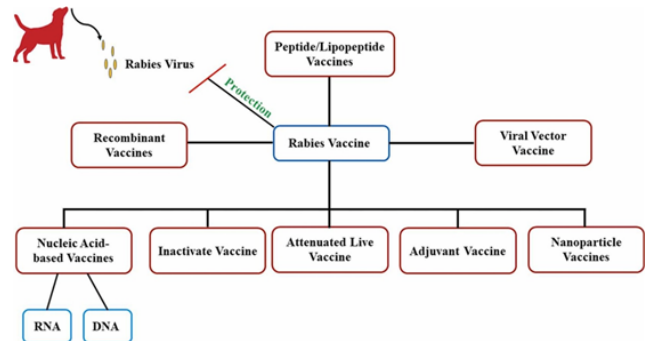 Peptide/Lipopeptide
Vaccines
Rabies Virus
Protection
Recombinant
Vaccines
Rabies Vaccine
Viral Vector
Vaccine
Nucleic Acid-
based Vaccines
Inactivate Vaccine
Attenuated Live
Vaccine
Adjuvant Vaccine
Nanoparticle
Vaccines
RNA
DNA